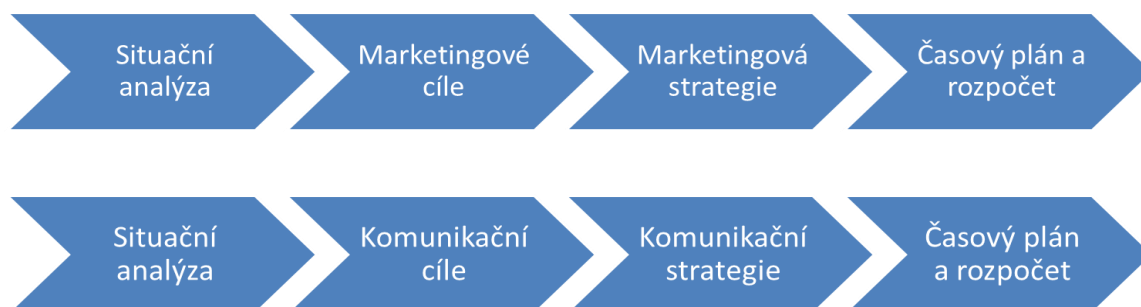 Situační
analýza
Marketingové
cíle
Marketingová
strategie
Časový plán a
rozpočet
Situační
analýza
Komunikační
cíle
Komunikační
strategie
Časový plán
a rozpočet